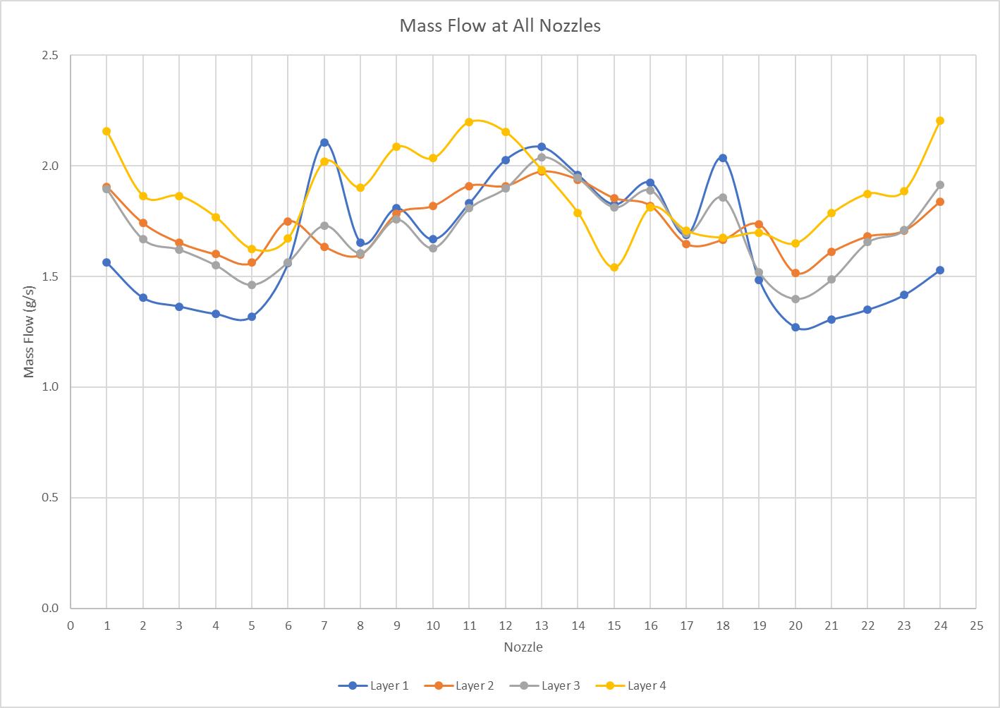 Mass Flow at All Nozzles
2.5
2.0
1.5
1.0
0.5
0.0
Mass Flow (g/s)
0 1 2 3 4 5 6 7 8 9 10 11 12 13 14 15 16 17 18 19 20 21 22 23 24 25
Nozzle
Layer 1 Layer 2 Layer 3 Layer 4